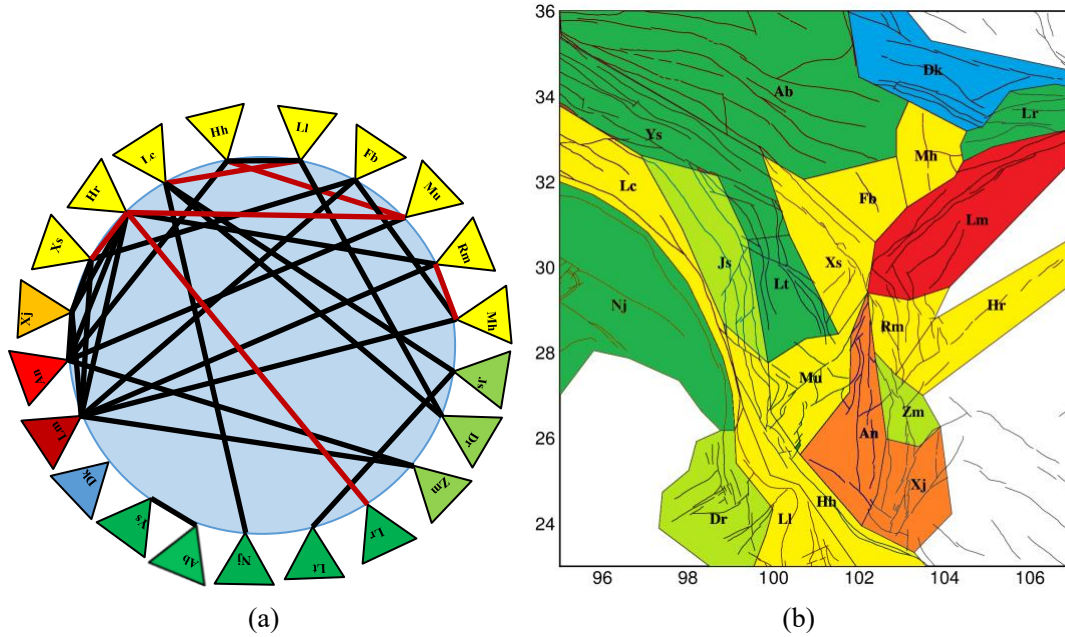 Hh
Ll
Lc
Fb
Hr
Mu
Xs
Rm
Xj
Mh
An
Js
Lm
Dr
Dk
Zm
Ys
Lr
Ab
Nj
Lt
(a)
36
34
32
30
28
26
24
Dk
Ab
Lr
Ys
Mh
Lc
Fb
Lm
Js
Xs
Lt
Nj
Hr
Rm
Mu
Zm
An
Xj
Hh
Dr
Ll
96 98 100 102 104 106
(b)